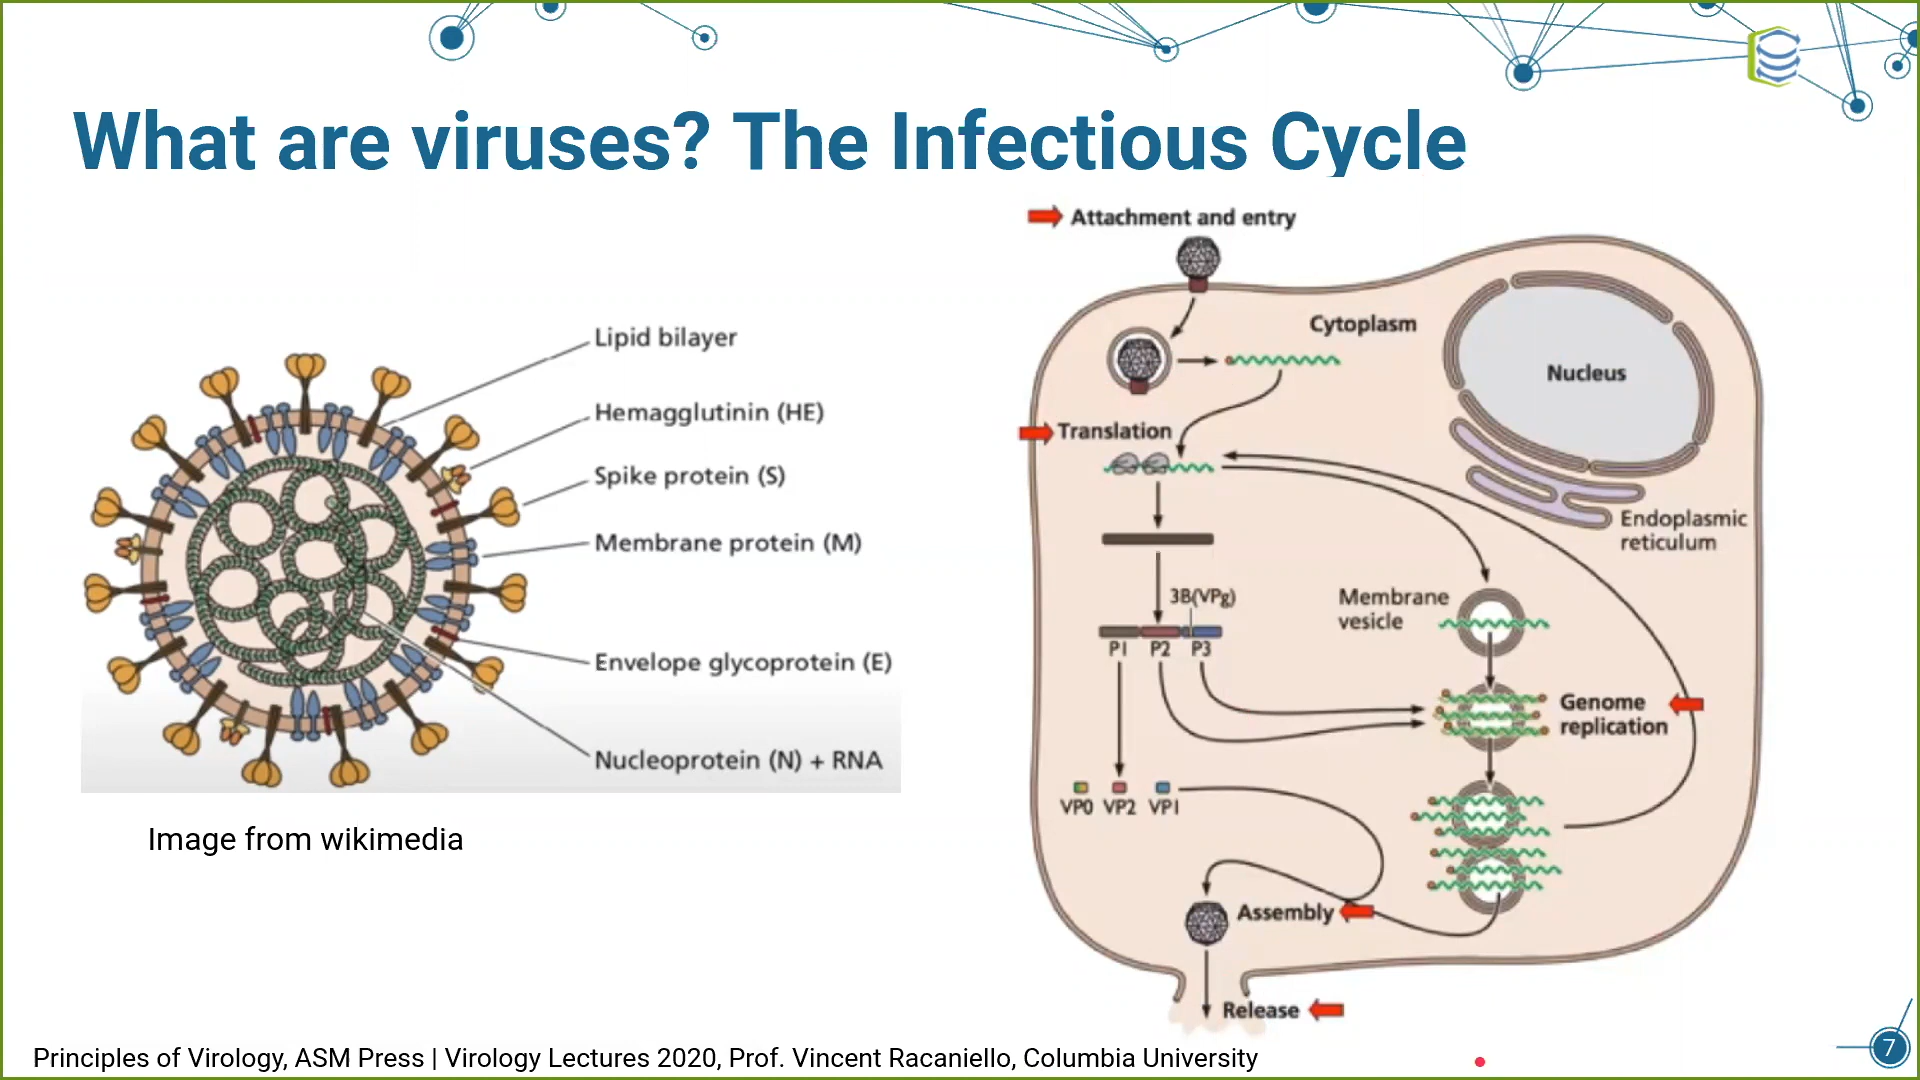 What are viruses? The Infectious Cycle
Lipid bilayer
Hemagglutinin (HE)
Spike protein (S)
Membrane protein (M)
Envelope glycoprotein (E)
Nucleoprotein (N) + RNA
Image from wikimedia
Attachment and entry
Cytoplasm
Nucleus
Translation
Endoplasmic
reticulum
3B(VPg)
P1 P2 P3
Membrane
vesicle
Genome
replication
VP0 VP2 VP1
Assembly
Release
Principles of Virology, ASM Press | Virology Lectures 2020, Prof. Vincent Racaniello, Columbia University
7